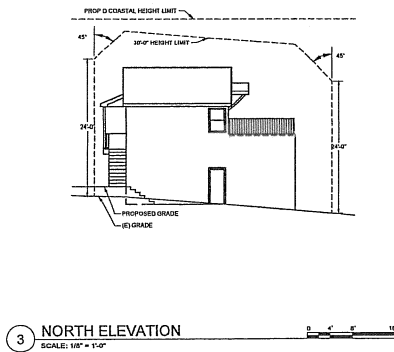 PROP D COASTAL HEIGHT LIMIT
45°
30'-0" HEIGHT LIMIT
45°
24'-0"
24'-0"
PROPOSED GRADE
(E) GRADE
3
NORTH ELEVATION
SCALE: 1/8" = 1'-0"
0 4' 8' 16